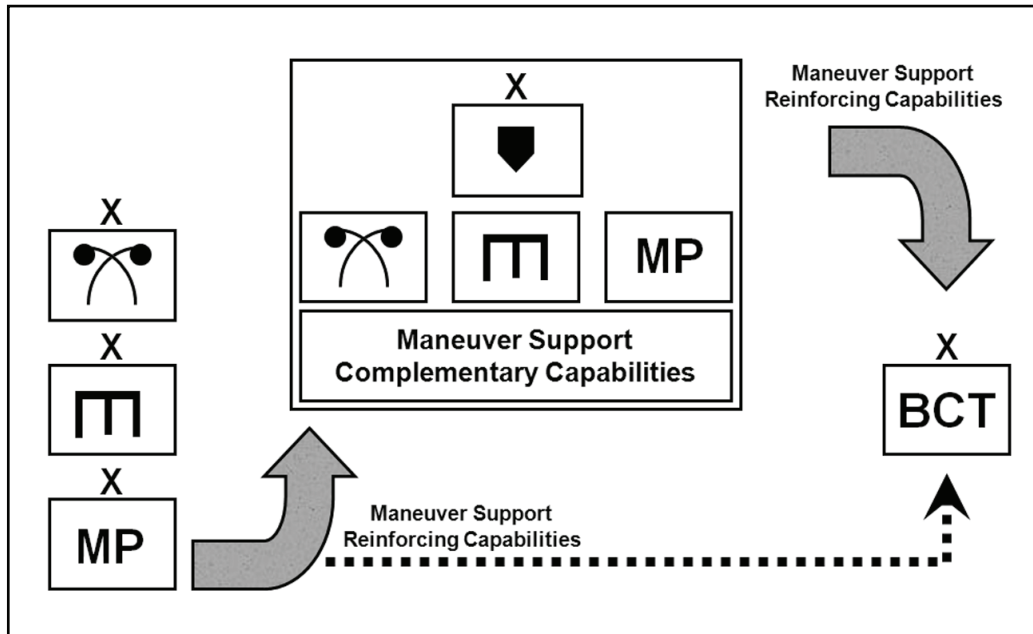 X
Maneuver Support
Reinforcing Capabilities
X
MP
Maneuver Support
Complementary Capabilities
X
X
X
BCT
MP
Maneuver Support
Reinforcing Capabilities